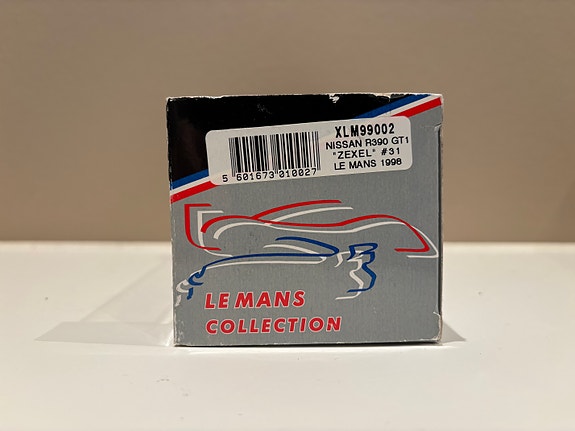 XLM99002
NISSAN R390 GT1
"ZEXEL" #31
LE MANS 1998
5 601673 010027
LE MANS
COLLECTION